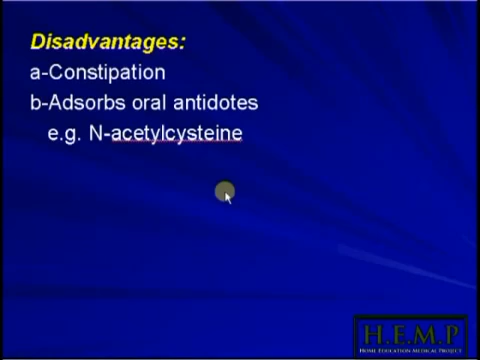 Disadvantages:
a-Constipation
b-Adsorbs oral antidotes
e.g. N-acetylcysteine
H.E.M.P
Home Education Medical Project